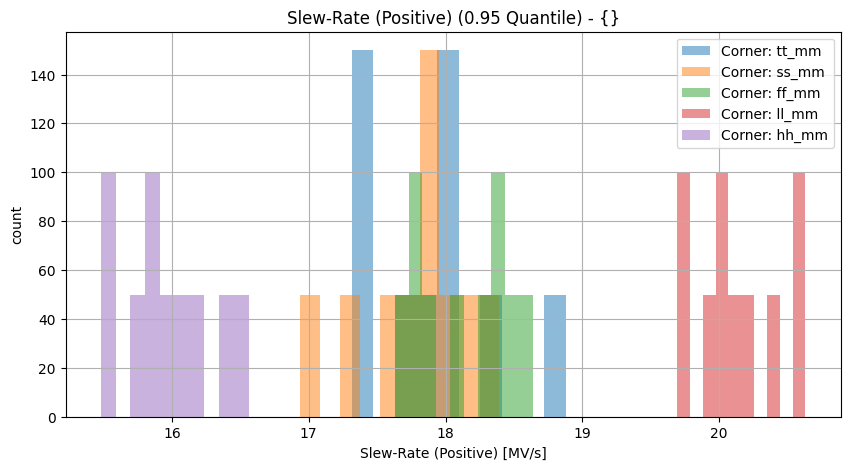 Slew-Rate (Positive) (0.95 Quantile) - {}
Corner: tt_mm
Corner: ss_mm
Corner: ff_mm
Corner: ll_mm
Corner: hh_mm
count
140
120
100
80
60
40
20
0
16 17 18 19 20
Slew-Rate (Positive) [MV/s]